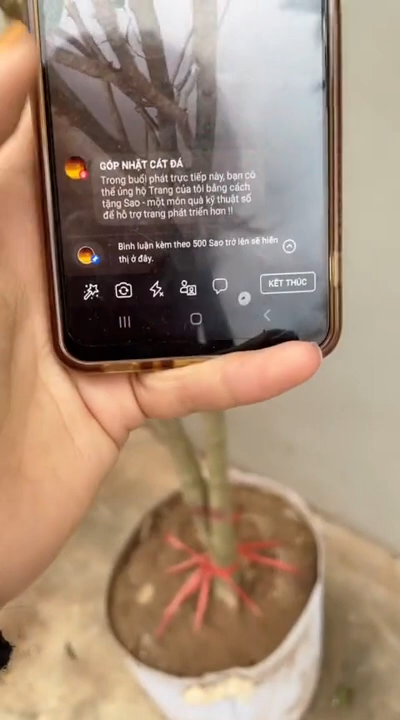 GÓP NHẶT CÁT ĐÁ
Trong buổi phát trực tiếp này, bạn có
thể ủng hộ Trang của tôi bằng cách
tặng Sao - một món quà kỹ thuật số
để hỗ trợ trang phát triển hơn !!
Bình luận kèm theo 500 Sao trở lên sẽ hiển
thị ở đây.
KẾT THÚC